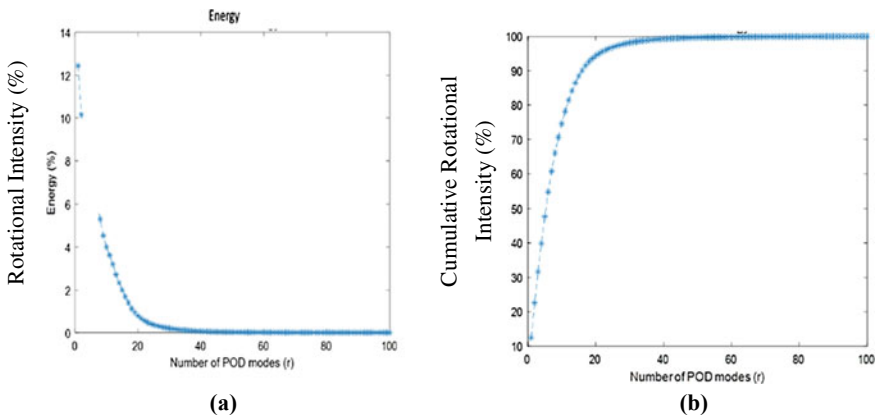 Energy
14
12
10
8
6
4
2
0
Rotational Intensity (%)
Energy (%)
0 20 40 60 80 100
Number of POD modes (r)
(a)
100
90
80
70
60
50
40
30
20
10
Cumulative Rotational
Intensity (%)
0 20 40 60 80 100
Number of POD modes (r)
(b)